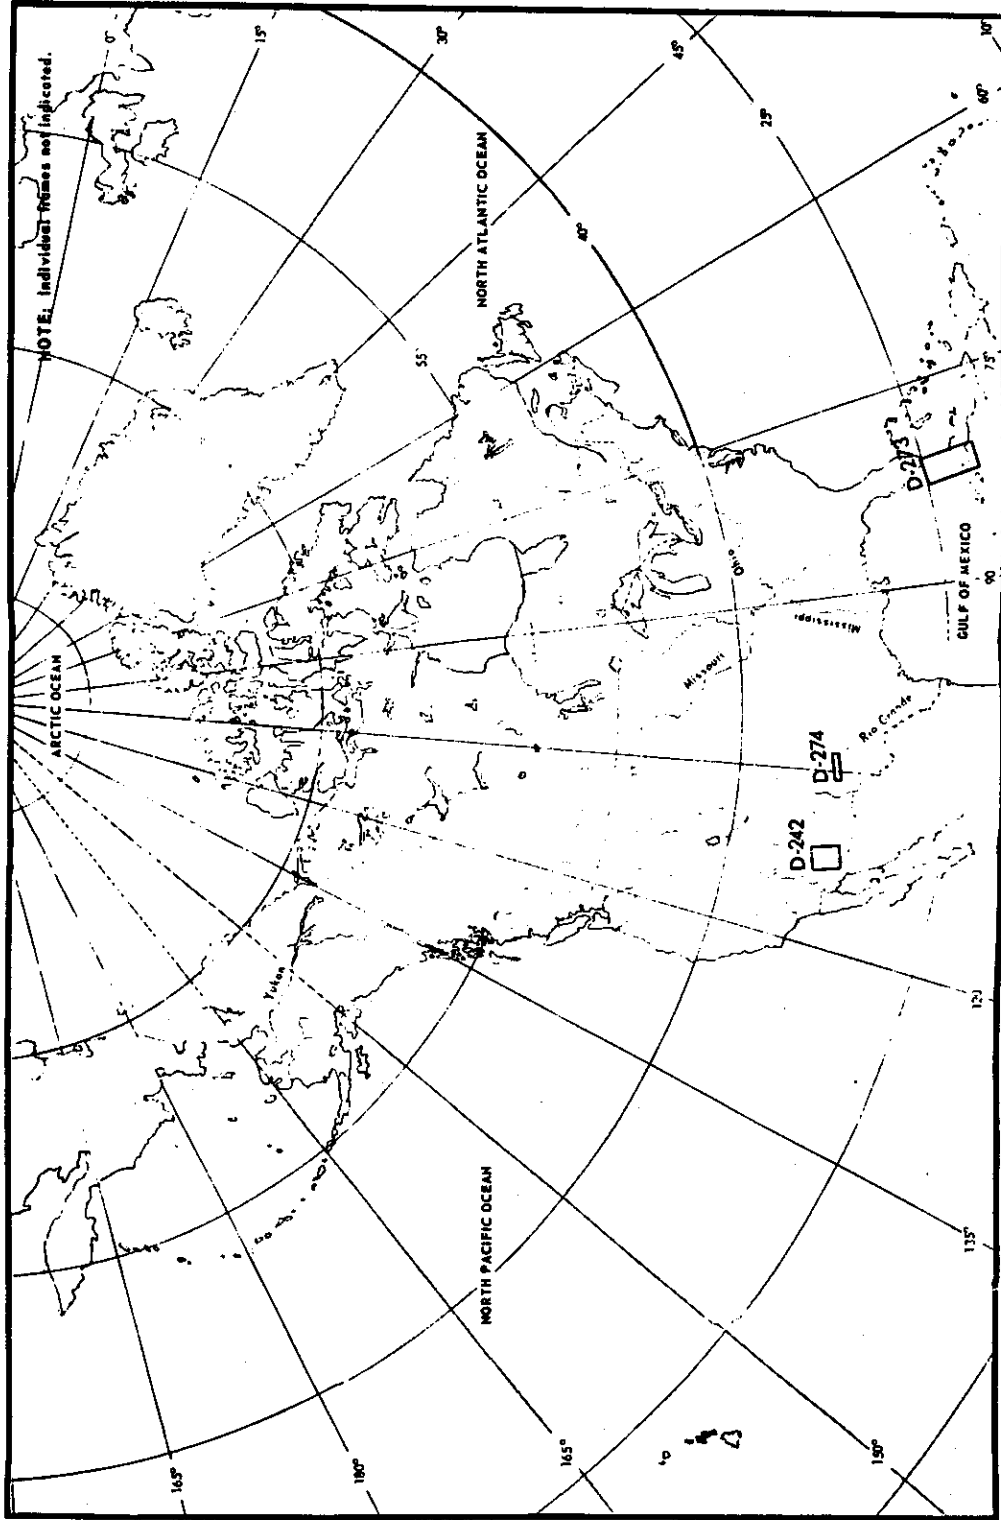 NOTE: Individual frames not indicated.
0°
15°
30°
45°
60°
10°
25°
40°
55°
75°
90
120
135°
150°
165°
180°
165°
ARCTIC OCEAN
NORTH ATLANTIC OCEAN
NORTH PACIFIC OCEAN
GULF OF MEXICO
Yukon
Missouri
Ohio
Mississippi
Rio Grande
D-273
D-274
D-242